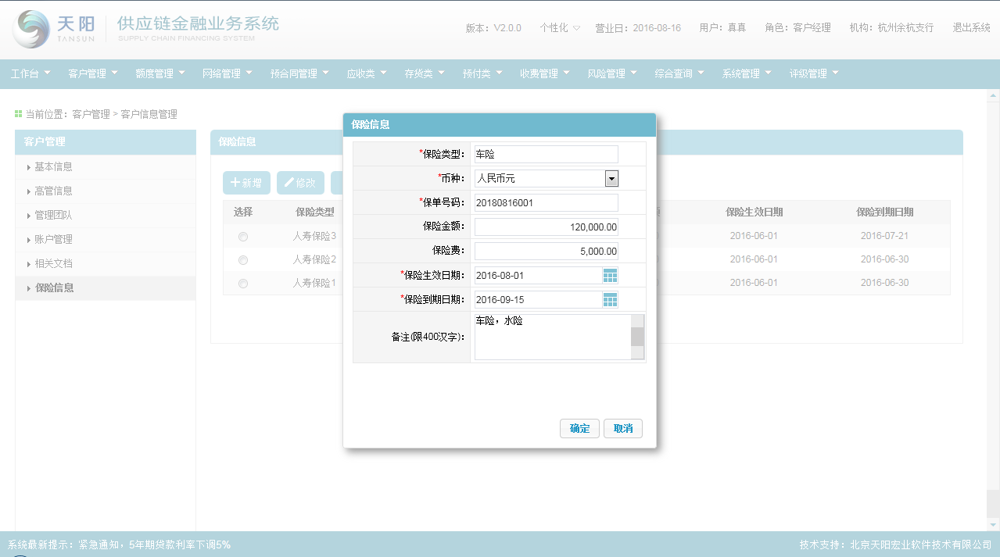 天阳 TANSUN 供应链金融业务系统 SUPPLY CHAIN FINANCING SYSTEM
版本：V2.0.0 个性化 营业日：2016-08-16 用户：真真 角色：客户经理 机构：杭州余杭支行 退出系统
工作台 客户管理 额度管理 网络管理 预合同管理 应收类 存货类 预付类 收费管理 风险管理 综合查询 系统管理 评级管理
当前位置：客户管理 > 客户信息管理
客户管理
基本信息
高管信息
管理团队
账户管理
相关文档
保险信息
保险信息
新增 修改
选择 保险类型 保险生效日期 保险到期日期
人寿保险3 2016-06-01 2016-07-21
人寿保险2 2016-06-01 2016-06-30
人寿保险1 2016-06-01 2016-06-30
保险信息
*保险类型： 车险
*币种： 人民币元
*保单号码： 20180816001
保险金额： 120,000.00
保险费： 5,000.00
*保险生效日期： 2016-08-01
*保险到期日期： 2016-09-15
备注(限400汉字)： 车险，水险
确定 取消
系统最新提示：紧急通知，5年期贷款利率下调5% 技术支持：北京天阳宏业软件技术有限公司